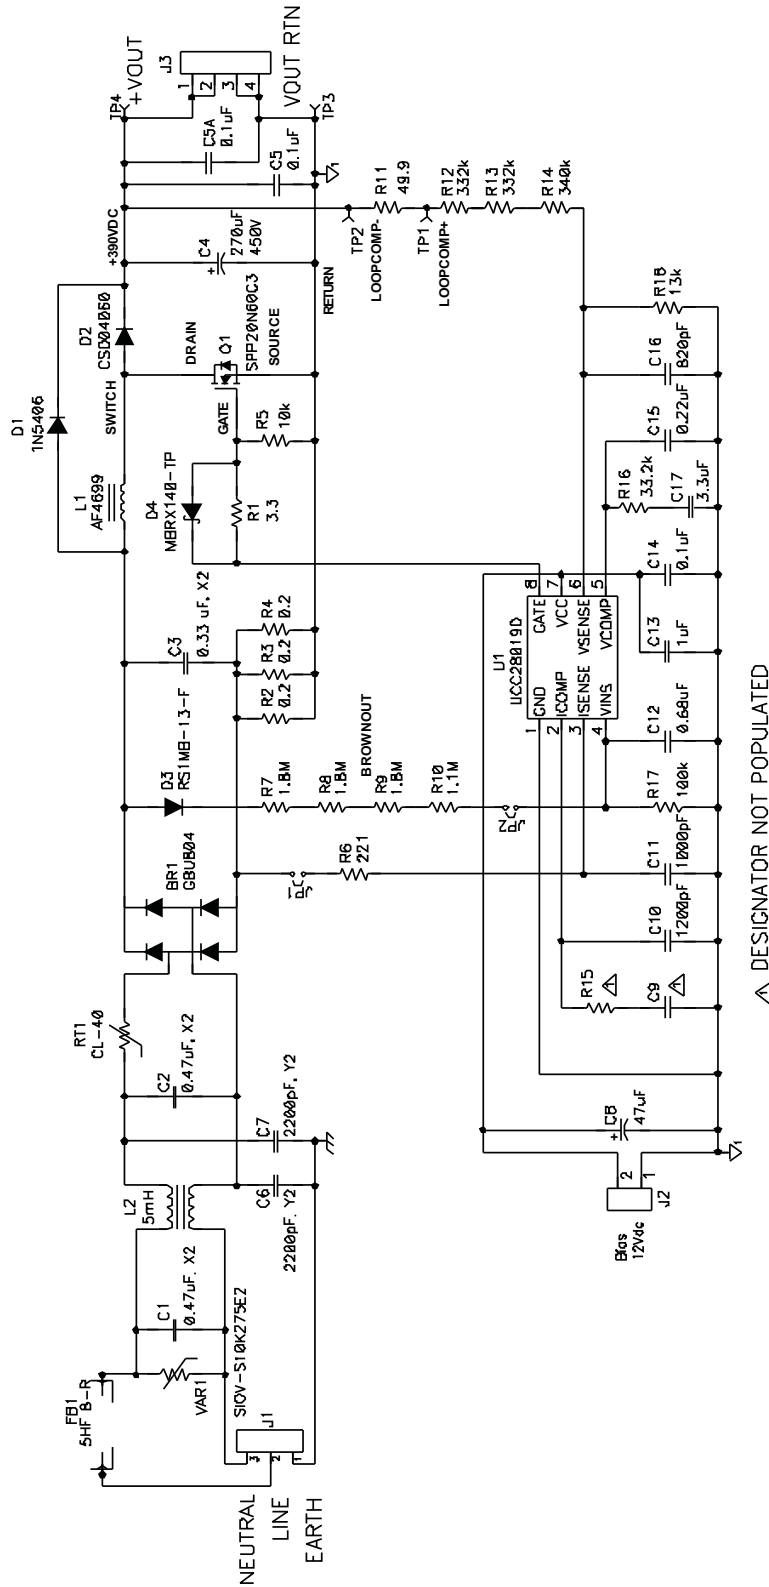 D1
1N5406
L1
AF4699
SWITCH
D2
CSD04060
+390VDC
TP4
+VOUT
J3
1
2
3
4
VOUT RTN
TP3
C5A
0.1uF
C5
0.1uF
1
C4
270uF
450V
+
RETURN
DRAIN
Q1
SPP20N60C3
SOURCE
GATE
R5
10k
D4
MBRX140-TP
R1
3.3
C3
0.33 uF, X2
R4
0.2
R3
0.2
R2
0.2
D3
RS1MB-13-F
BR1
GBU804
RT1
CL-40
C2
0.47uF, X2
C7
2200pF, Y2
C6
2200pF, Y2
L2
5mH
C1
0.47uF, X2
FB1
5HF 8-R
VAR1
SIOV-S10K275E2
J1
3
2
1
NEUTRAL
LINE
EARTH
TP2
LOOPCOMP-
R11
49.9
TP1
LOOPCOMP+
R12
332k
R13
332k
R14
340k
R7
1.8M
R8
1.8M
R9
1.8M
BROWNOUT
R10
1.1M
JP2
JP1
R6
221
U1
UCC28019D
1
GND
2
ICOMP
3
ISENSE
4
VINS
GATE
8
VCC
7
VSENSE
6
VCOMP
5
R18
13k
C16
820pF
C15
0.22uF
R16
33.2k
C17
3.3uF
C14
0.1uF
C13
1uF
C12
0.68uF
R17
100k
C11
1000pF
C10
1200pF
R15
1
C9
1
C8
47uF
+
1
2
1
J2
Bias
12Vdc
DESIGNATOR NOT POPULATED